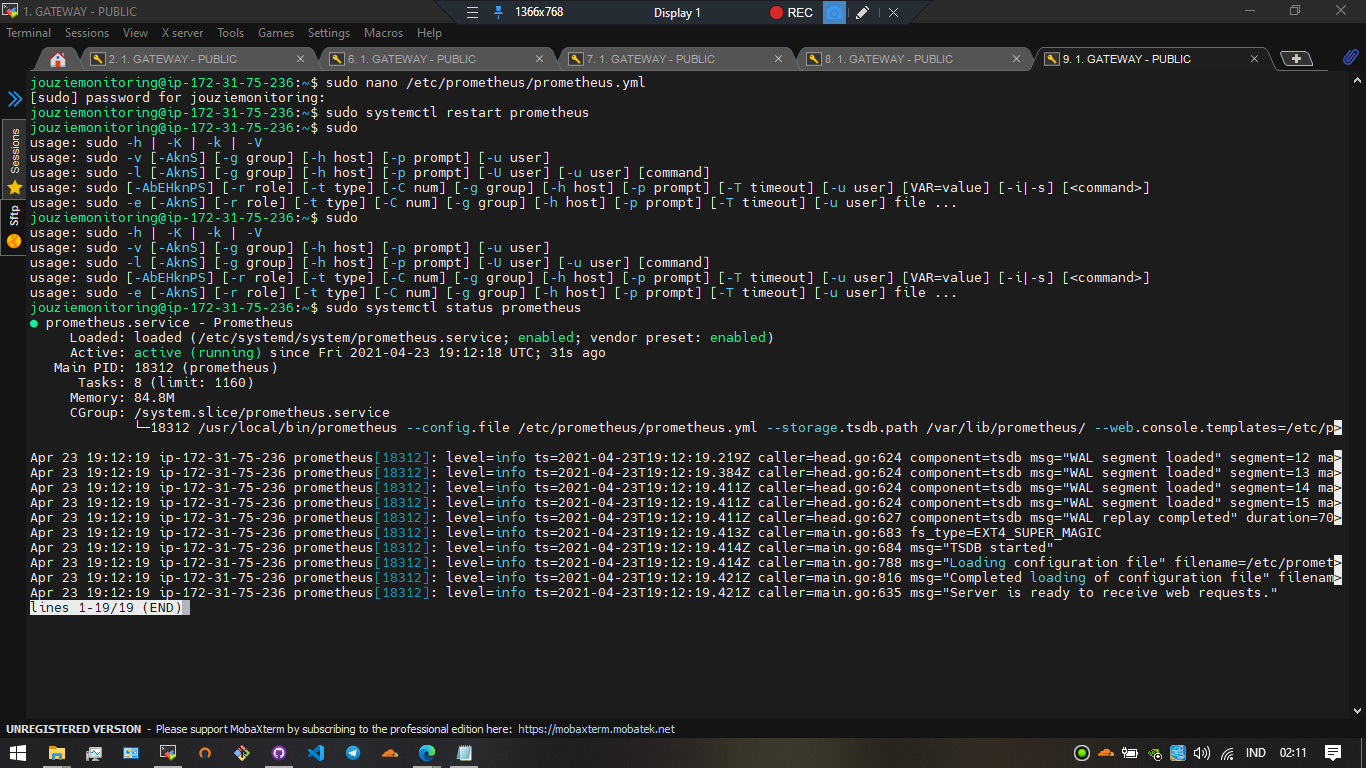 1. GATEWAY - PUBLIC
1366x768
Display 1
REC
Terminal Sessions View X server Tools Games Settings Macros Help
2. 1. GATEWAY - PUBLIC
6. 1. GATEWAY - PUBLIC
7. 1. GATEWAY - PUBLIC
8. 1. GATEWAY - PUBLIC
9. 1. GATEWAY - PUBLIC
Sessions
Sftp
jouziemonitoring@ip-172-31-75-236:~$ sudo nano /etc/prometheus/prometheus.yml
[sudo] password for jouziemonitoring:
jouziemonitoring@ip-172-31-75-236:~$ sudo systemctl restart prometheus
jouziemonitoring@ip-172-31-75-236:~$ sudo
usage: sudo -h | -K | -k | -V
usage: sudo -v [-AknS] [-g group] [-h host] [-p prompt] [-u user]
usage: sudo -l [-AknS] [-g group] [-h host] [-p prompt] [-U user] [-u user] [command]
usage: sudo [-AbEHknPS] [-r role] [-t type] [-C num] [-g group] [-h host] [-p prompt] [-T timeout] [-u user] [VAR=value] [-i|-s] [<command>]
usage: sudo -e [-AknS] [-r role] [-t type] [-C num] [-g group] [-h host] [-p prompt] [-T timeout] [-u user] file ...
jouziemonitoring@ip-172-31-75-236:~$ sudo
usage: sudo -h | -K | -k | -V
usage: sudo -v [-AknS] [-g group] [-h host] [-p prompt] [-u user]
usage: sudo -l [-AknS] [-g group] [-h host] [-p prompt] [-U user] [-u user] [command]
usage: sudo [-AbEHknPS] [-r role] [-t type] [-C num] [-g group] [-h host] [-p prompt] [-T timeout] [-u user] [VAR=value] [-i|-s] [<command>]
usage: sudo -e [-AknS] [-r role] [-t type] [-C num] [-g group] [-h host] [-p prompt] [-T timeout] [-u user] file ...
jouziemonitoring@ip-172-31-75-236:~$ sudo systemctl status prometheus
● prometheus.service - Prometheus
Loaded: loaded (/etc/systemd/system/prometheus.service; enabled; vendor preset: enabled)
Active: active (running) since Fri 2021-04-23 19:12:18 UTC; 31s ago
Main PID: 18312 (prometheus)
Tasks: 8 (limit: 1160)
Memory: 84.8M
CGroup: /system.slice/prometheus.service
└─18312 /usr/local/bin/prometheus --config.file /etc/prometheus/prometheus.yml --storage.tsdb.path /var/lib/prometheus/ --web.console.templates=/etc/p>
Apr 23 19:12:19 ip-172-31-75-236 prometheus[18312]: level=info ts=2021-04-23T19:12:19.219Z caller=head.go:624 component=tsdb msg="WAL segment loaded" segment=12 ma>
Apr 23 19:12:19 ip-172-31-75-236 prometheus[18312]: level=info ts=2021-04-23T19:12:19.384Z caller=head.go:624 component=tsdb msg="WAL segment loaded" segment=13 ma>
Apr 23 19:12:19 ip-172-31-75-236 prometheus[18312]: level=info ts=2021-04-23T19:12:19.411Z caller=head.go:624 component=tsdb msg="WAL segment loaded" segment=14 ma>
Apr 23 19:12:19 ip-172-31-75-236 prometheus[18312]: level=info ts=2021-04-23T19:12:19.411Z caller=head.go:624 component=tsdb msg="WAL segment loaded" segment=15 ma>
Apr 23 19:12:19 ip-172-31-75-236 prometheus[18312]: level=info ts=2021-04-23T19:12:19.411Z caller=head.go:627 component=tsdb msg="WAL replay completed" duration=70>
Apr 23 19:12:19 ip-172-31-75-236 prometheus[18312]: level=info ts=2021-04-23T19:12:19.413Z caller=main.go:683 fs_type=EXT4_SUPER_MAGIC
Apr 23 19:12:19 ip-172-31-75-236 prometheus[18312]: level=info ts=2021-04-23T19:12:19.414Z caller=main.go:684 msg="TSDB started"
Apr 23 19:12:19 ip-172-31-75-236 prometheus[18312]: level=info ts=2021-04-23T19:12:19.414Z caller=main.go:788 msg="Loading configuration file" filename=/etc/promet>
Apr 23 19:12:19 ip-172-31-75-236 prometheus[18312]: level=info ts=2021-04-23T19:12:19.421Z caller=main.go:816 msg="Completed loading of configuration file" filenam>
Apr 23 19:12:19 ip-172-31-75-236 prometheus[18312]: level=info ts=2021-04-23T19:12:19.421Z caller=main.go:635 msg="Server is ready to receive web requests."
lines 1-19/19 (END)
UNREGISTERED VERSION - Please support MobaXterm by subscribing to the professional edition here: https://mobaxterm.mobatek.net
IND 02:11